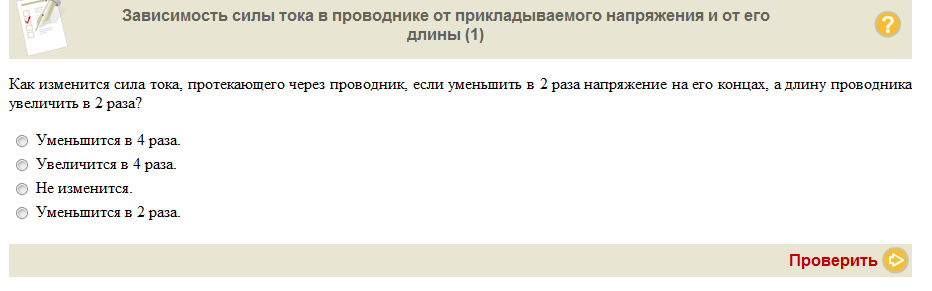 Зависимость силы тока в проводнике от прикладываемого напряжения и от его
длины (1)
?
Как изменится сила тока, протекающего через проводник, если уменьшить в 2 раза напряжение на его концах, а длину проводника
увеличить в 2 раза?
Уменьшится в 4 раза.
Увеличится в 4 раза.
Не изменится.
Уменьшится в 2 раза.
Проверить